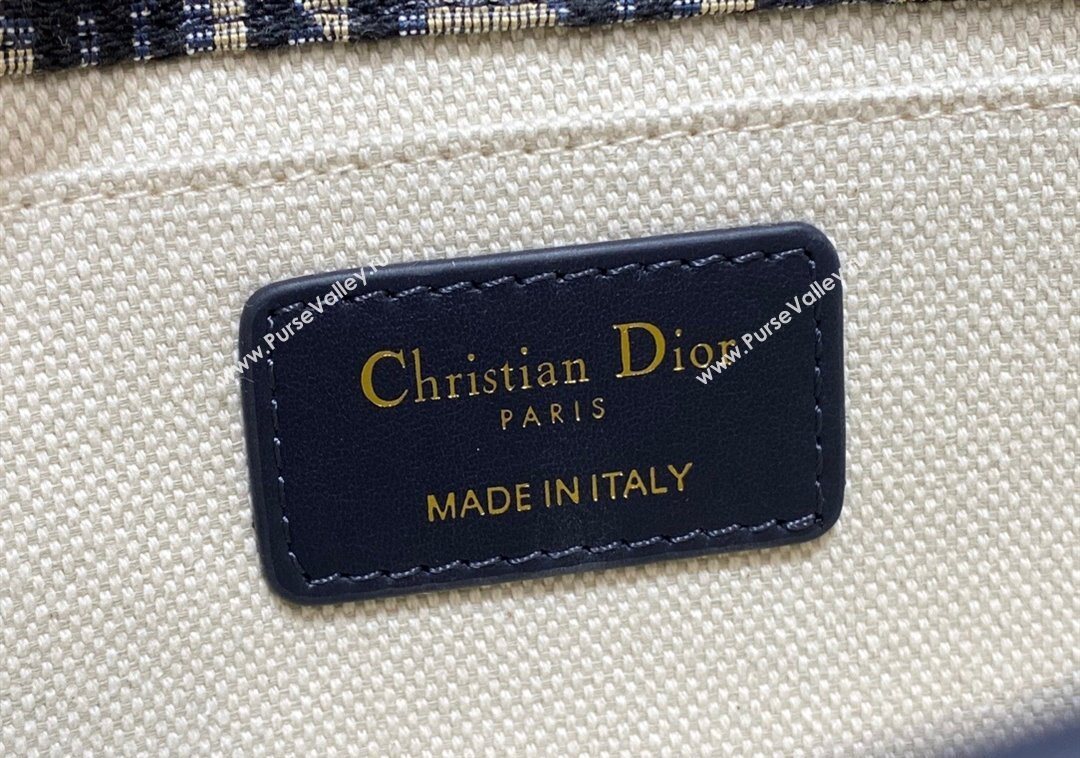 Christian Dior
PARIS
MADE IN ITALY
www.PurseValley.ru
www.PurseValley.ru